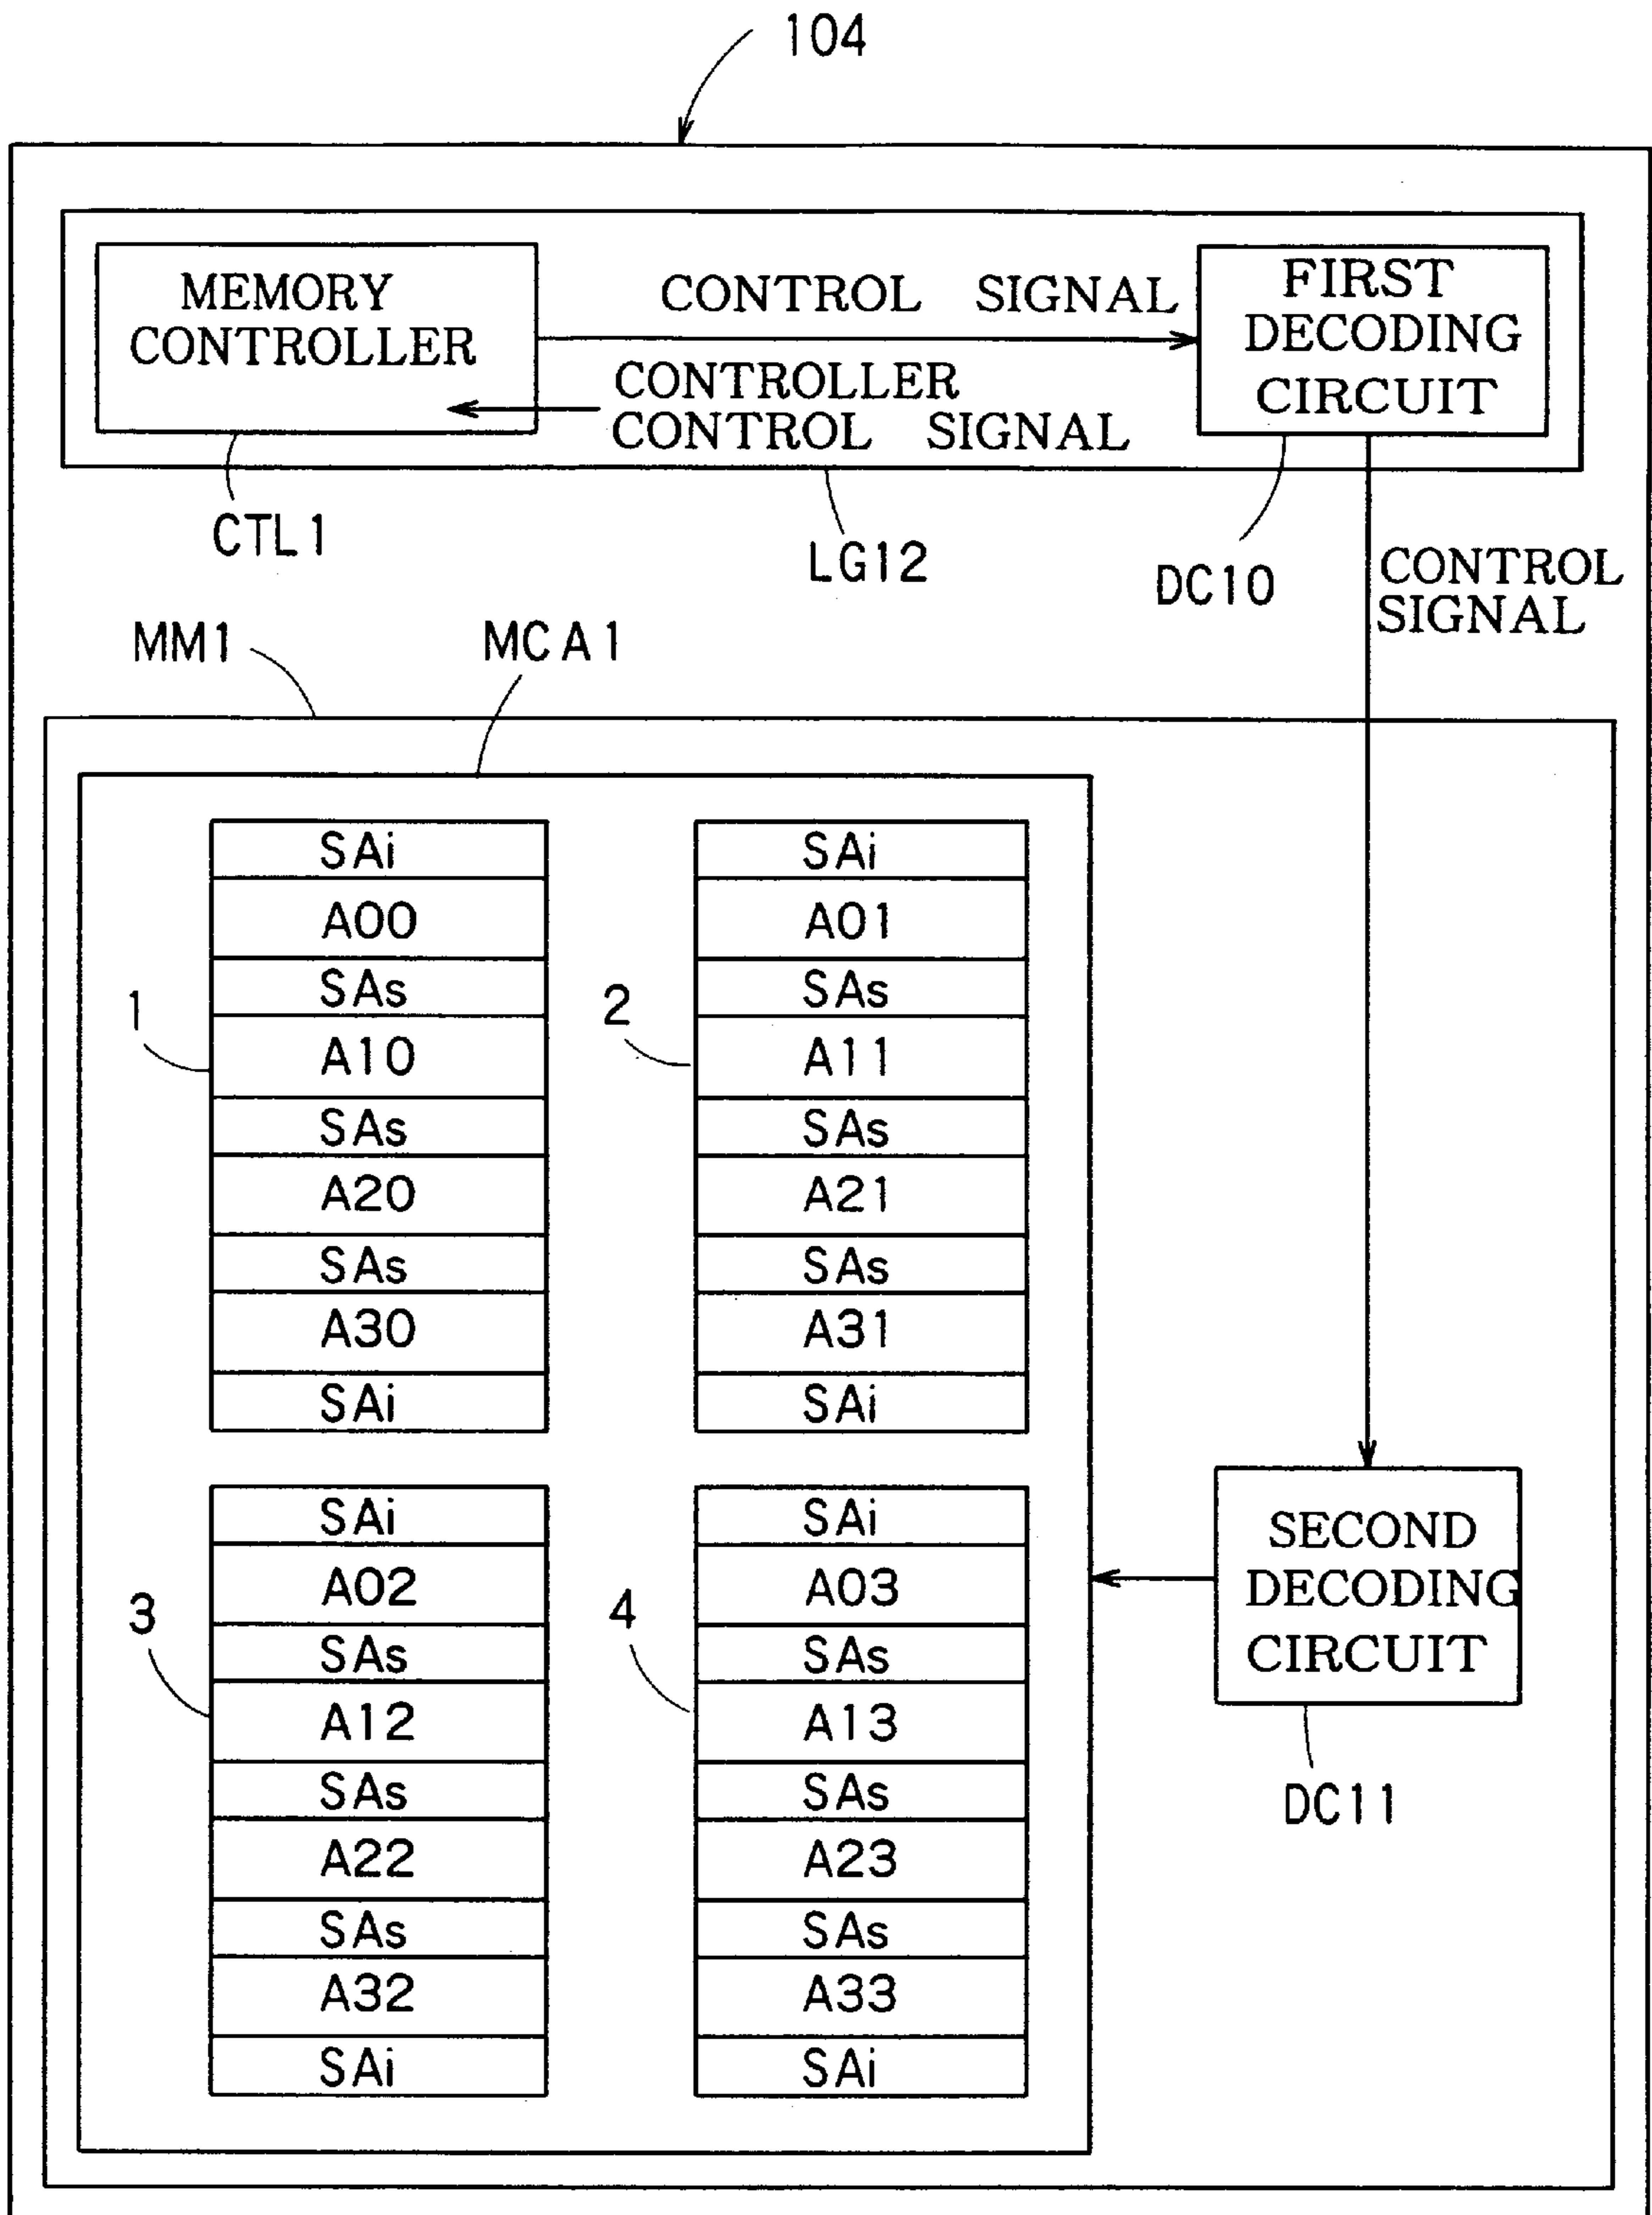 104
MEMORY
CONTROLLER
CONTROL SIGNAL
CONTROLLER
CONTROL SIGNAL
FIRST
DECODING
CIRCUIT
CTL1
LG12
DC10
CONTROL
SIGNAL
MM1
MCA1
1
SAi
A00
SAs
A10
SAs
A20
SAs
A30
SAi
2
SAi
A01
SAs
A11
SAs
A21
SAs
A31
SAi
3
SAi
A02
SAs
A12
SAs
A22
SAs
A32
SAi
4
SAi
A03
SAs
A13
SAs
A23
SAs
A33
SAi
SECOND
DECODING
CIRCUIT
DC11